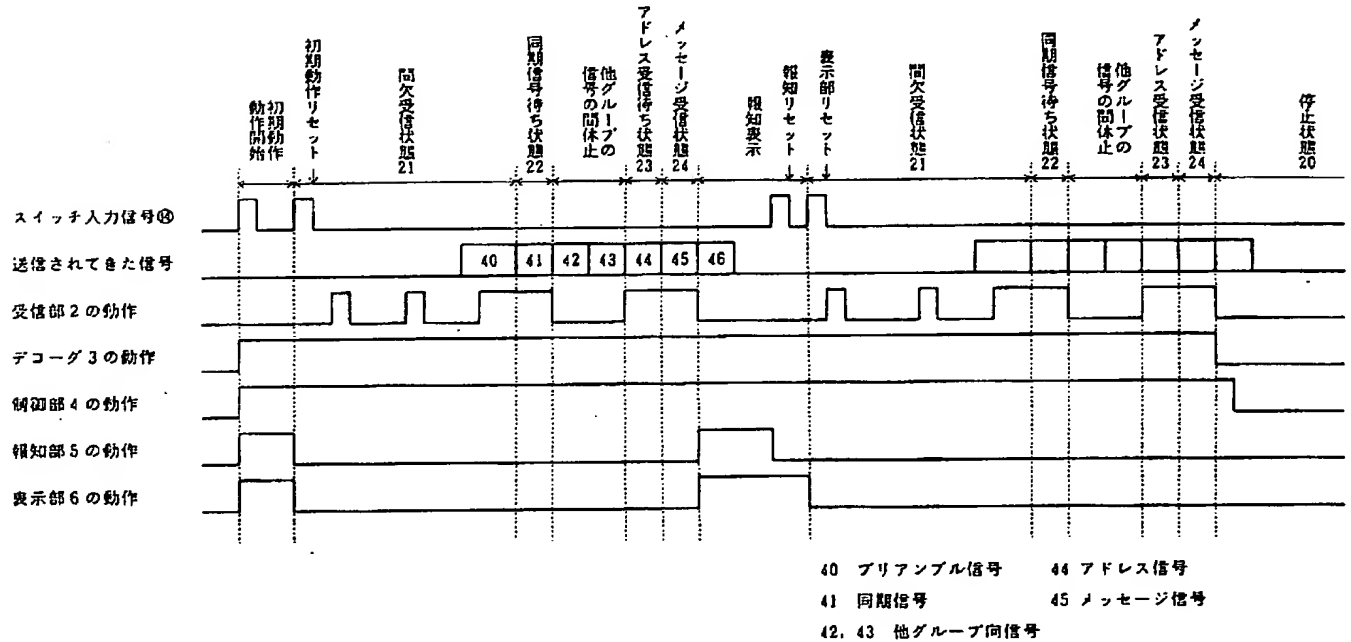 動作開始
初期動作
初期動作リセット
間欠受信状態21
同期信号待ち状態22
他グループの
信号の間休止
アドレス受信待ち状態23
メッセージ受信状態24
報知表示
報知リセット
表示部リセット
間欠受信状態21
同期信号待ち状態22
他グループの
信号の間休止
アドレス受信状態23
メッセージ受信状態24
停止状態20
スイッチ入力信号⑭
送信されてきた信号
40 41 42 43 44 45 46
受信部2の動作
デコーダ3の動作
制御部4の動作
報知部5の動作
表示部6の動作
40 プリアンブル信号
44 アドレス信号
41 同期信号
45 メッセージ信号
42, 43 他グループ向信号